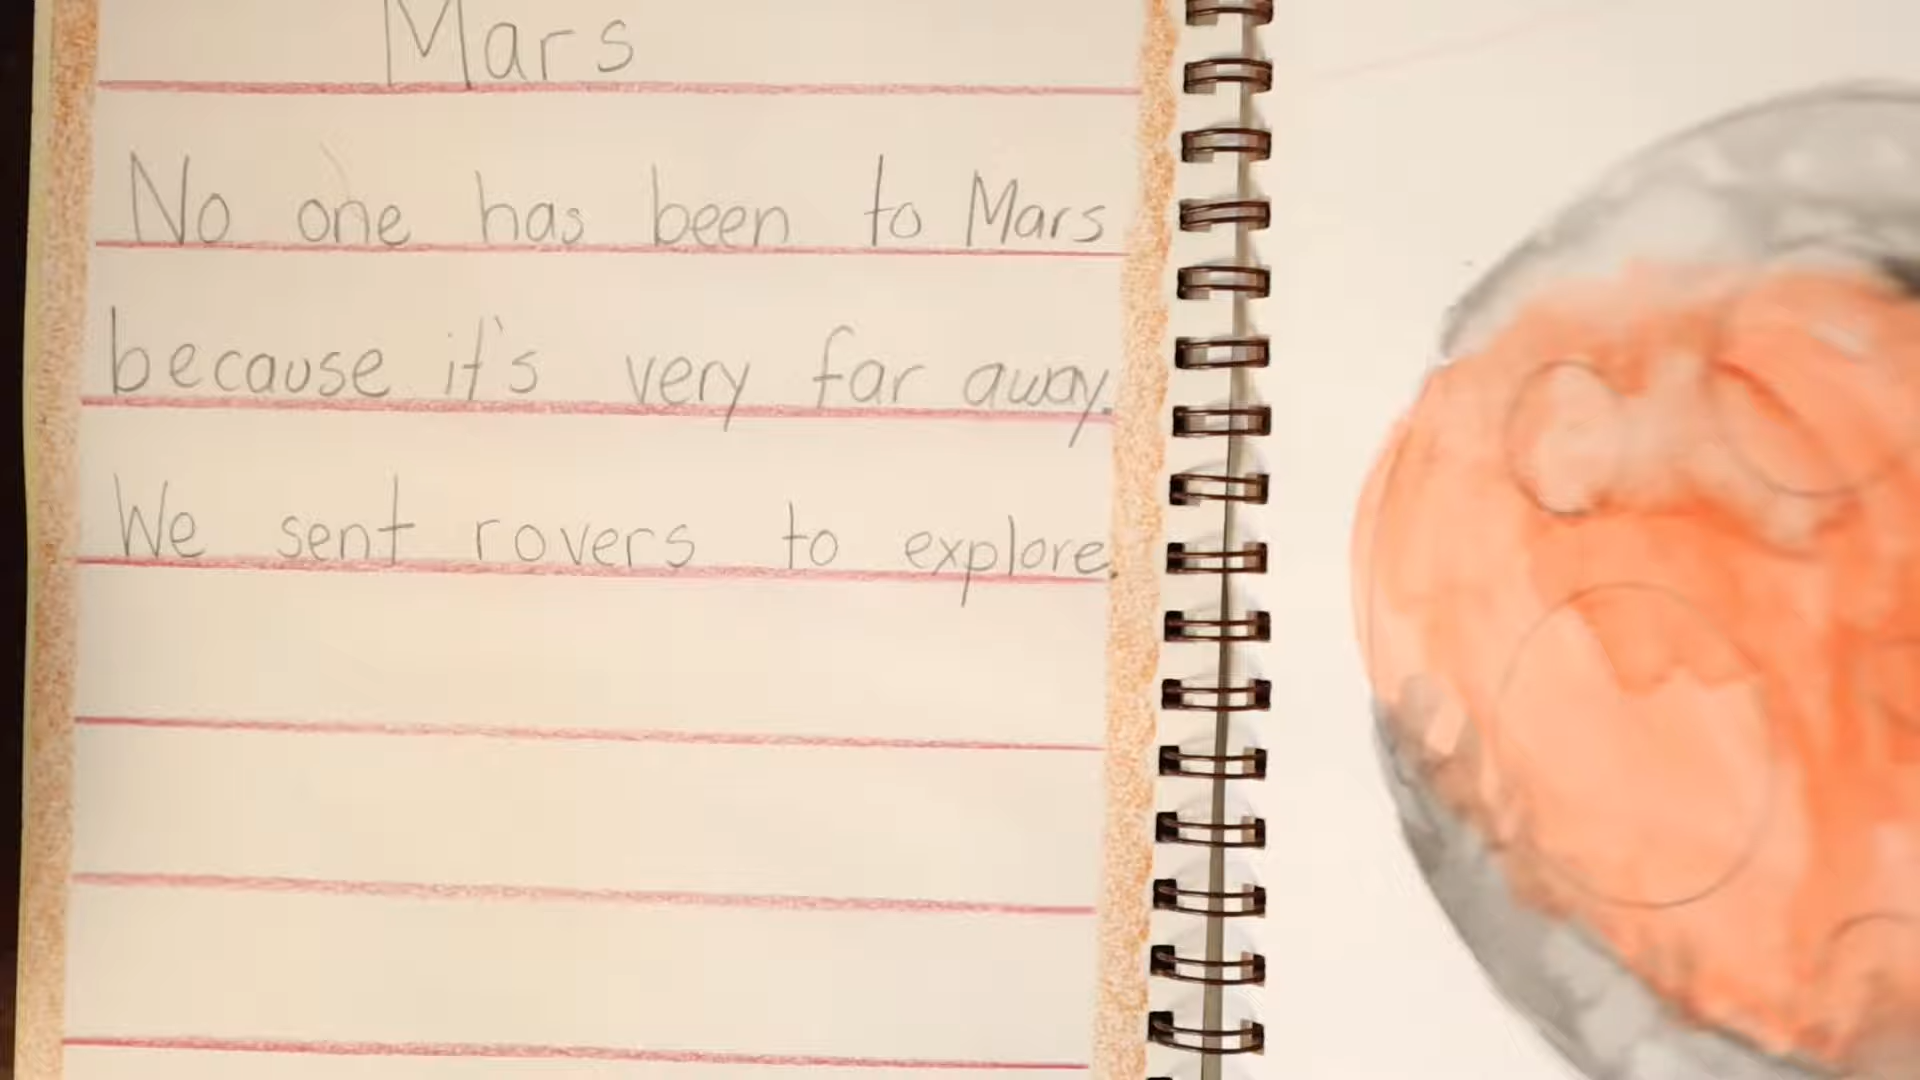 Mars
No one has been to Mars
because it's very far away.
We sent rovers to explore.